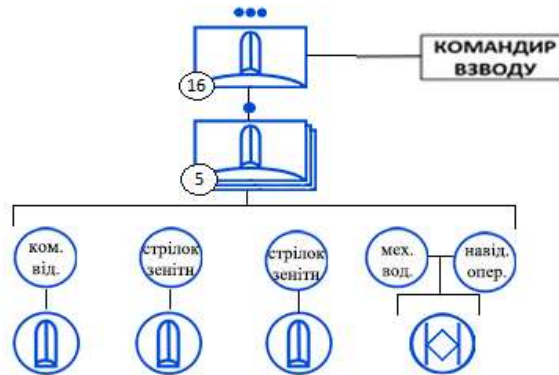 КОМАНДИР
ВЗВОДУ
16
5
ком.
від.
стрілок
зенітн
стрілок
зенітн
мех.
вод.
навід.
опер.